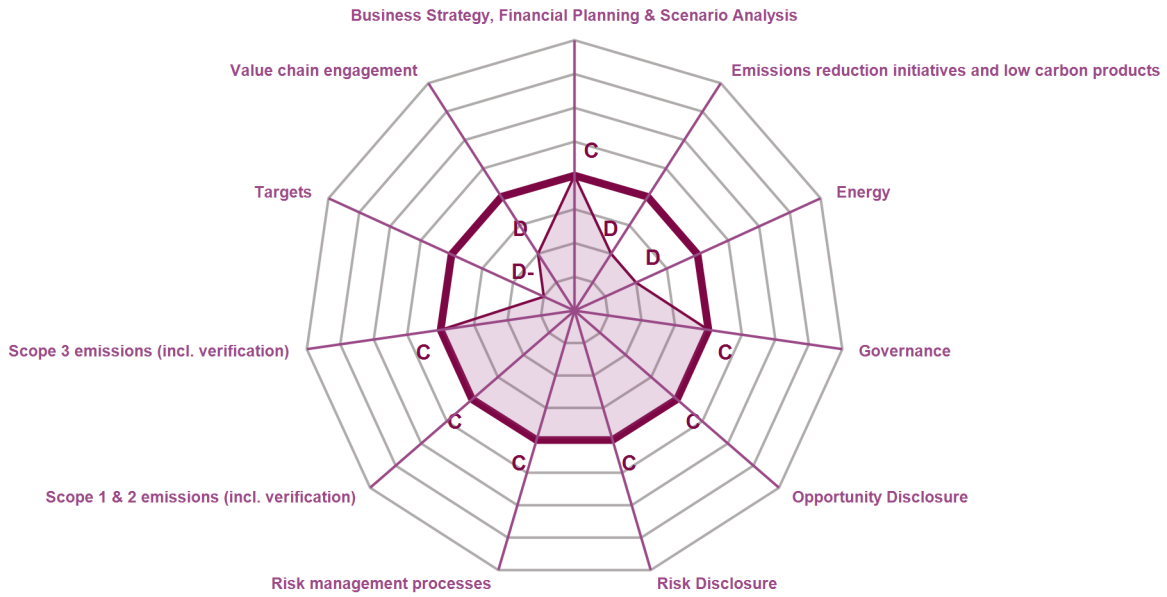 Business Strategy, Financial Planning & Scenario Analysis
Value chain engagement
Emissions reduction initiatives and low carbon products
C
Targets
Energy
D
D
D
D-
Scope 3 emissions (incl. verification)
C
C
Governance
C
C
C
C
Scope 1 & 2 emissions (incl. verification)
Opportunity Disclosure
Risk management processes
Risk Disclosure